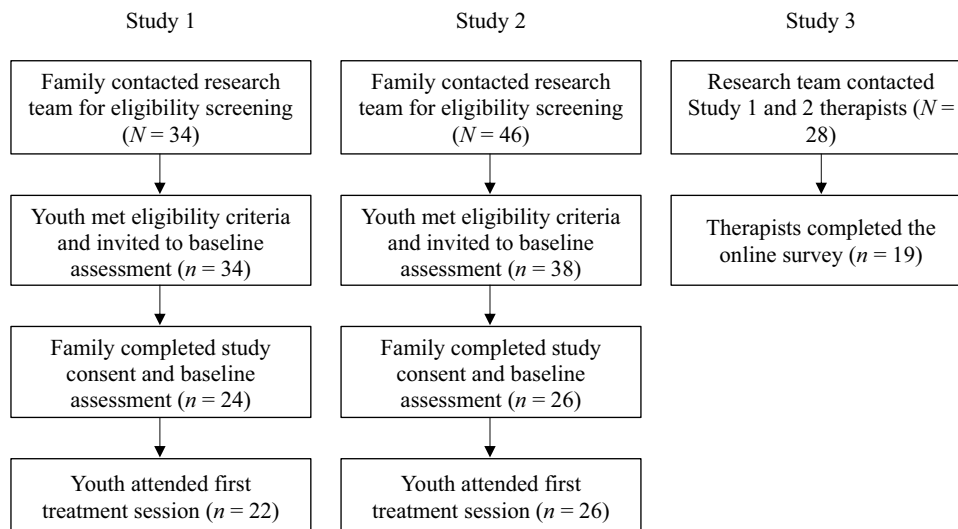 Study 1
Family contacted research
team for eligibility screening
(N = 34)
Youth met eligibility criteria
and invited to baseline
assessment (n = 34)
Family completed study
consent and baseline
assessment (n = 24)
Youth attended first
treatment session (n = 22)
Study 2
Family contacted research
team for eligibility screening
(N = 46)
Youth met eligibility criteria
and invited to baseline
assessment (n = 38)
Family completed study
consent and baseline
assessment (n = 26)
Youth attended first
treatment session (n = 26)
Study 3
Research team contacted
Study 1 and 2 therapists (N =
28)
Therapists completed the
online survey (n = 19)